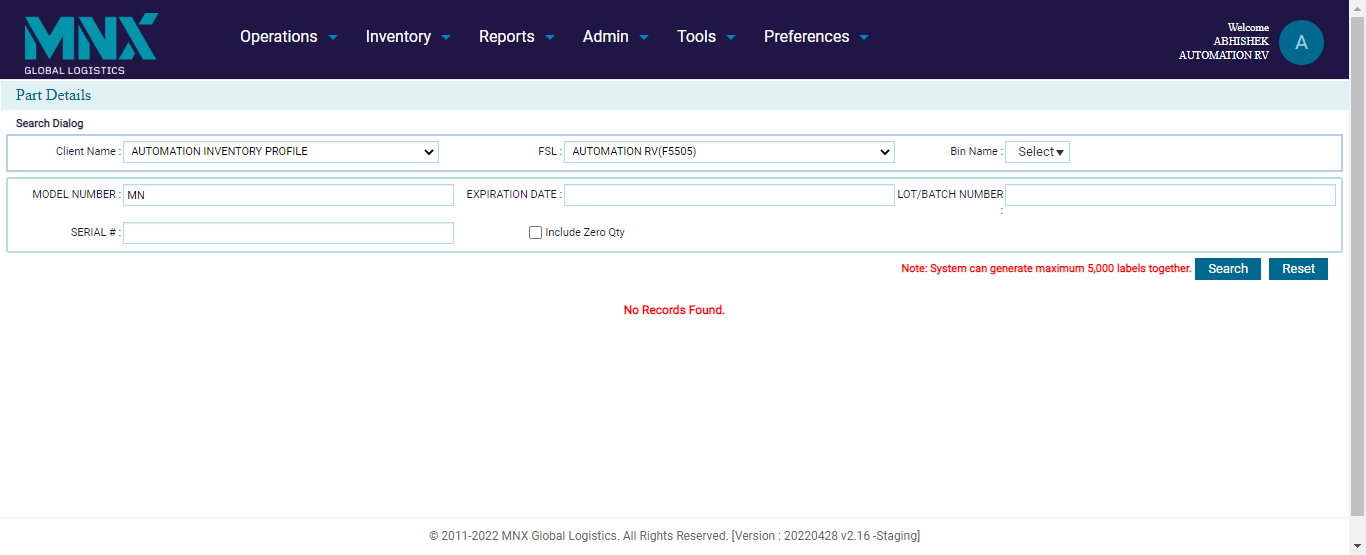 MNX
GLOBAL LOGISTICS
Operations Inventory Reports Admin Tools Preferences
Welcome
ABHISHEK
AUTOMATION RV
A
Part Details
Search Dialog
Client Name : AUTOMATION INVENTORY PROFILE FSL : AUTOMATION RV(F5505) Bin Name : Select
MODEL NUMBER : MN EXPIRATION DATE : LOT/BATCH NUMBER
:
SERIAL # : Include Zero Qty
Note: System can generate maximum 5,000 labels together. Search Reset
No Records Found.
© 2011-2022 MNX Global Logistics. All Rights Reserved. [Version : 20220428 v2.16 -Staging]